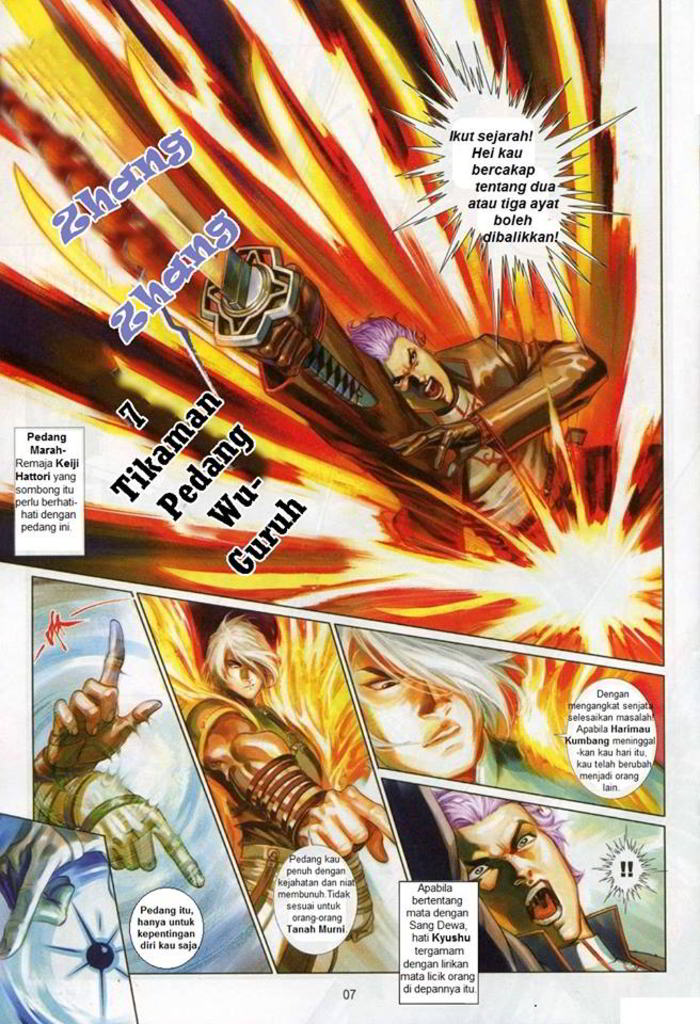 Ikut sejarah!
Hei kau
bercakap
tentang dua
atau tiga ayat
boleh
dibalikkan!
Zhang
Zhang
7
Tikaman
Pedang
Wu-
Guruh
Pedang
Marah-
Remaja Keiji
Hattori yang
sombong itu
perlu berhati-
hati dengan
pedang ini.
Pedang itu,
hanya untuk
kepentingan
diri kau saja
Pedang kau
penuh dengan
kejahatan dan niat
membunuh.Tidak
sesuai untuk
orang-orang
Tanah Murni.
Dengan
mengangkat senjata
selesaikan masalah!
Apabila Harimau
Kumbang meninggal
-kan kau hari itu,
kau telah berubah
menjadi orang
lain.
!!
Apabila
bertentang
mata dengan
Sang Dewa,
hati Kyushu
tergamam
dengan lirikan
mata licik orang
di depannya itu.
07